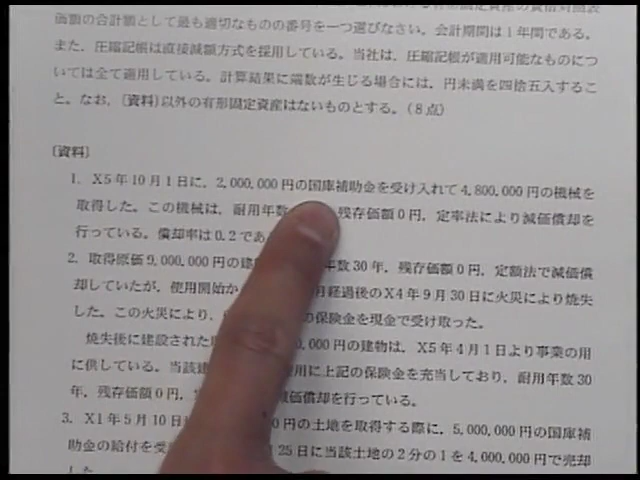 価額の合計額として最も適切なものの番号を一つ選びなさい。会計期間は1年間である。
また，圧縮記帳は直接減額方式を採用している。当社は，圧縮記帳が適用可能なものにつ
いては全て適用している。計算結果に端数が生じる場合には，円未満を四捨五入するこ
と。なお，〔資料〕以外の有形固定資産はないものとする。（8点）
〔資料〕
1．X5年10月1日に，2,000,000円の国庫補助金を受け入れて4,800,000円の機械を
取得した。この機械は，耐用年数 残存価額0円，定率法により減価償却を
行っている。償却率は0.2であ
2．取得原価9,000,000円の建 年数30年，残存価額0円，定額法で減価償
却していたが，使用開始か 月経過後のX4年9月30日に火災により焼失
した。この火災により， の保険金を現金で受け取った。
焼失後に建設された 000円の建物は，X5年4月1日より事業の用
に供している。当該建 用に上記の保険金を充当しており，耐用年数30
年，残存価額0円， 減価償却を行っている。
3．X1年5月10日 円の土地を取得する際に，5,000,000円の国庫補
助金の給付を受 25日に当該土地の2分の1を4,000,000円で売却
した